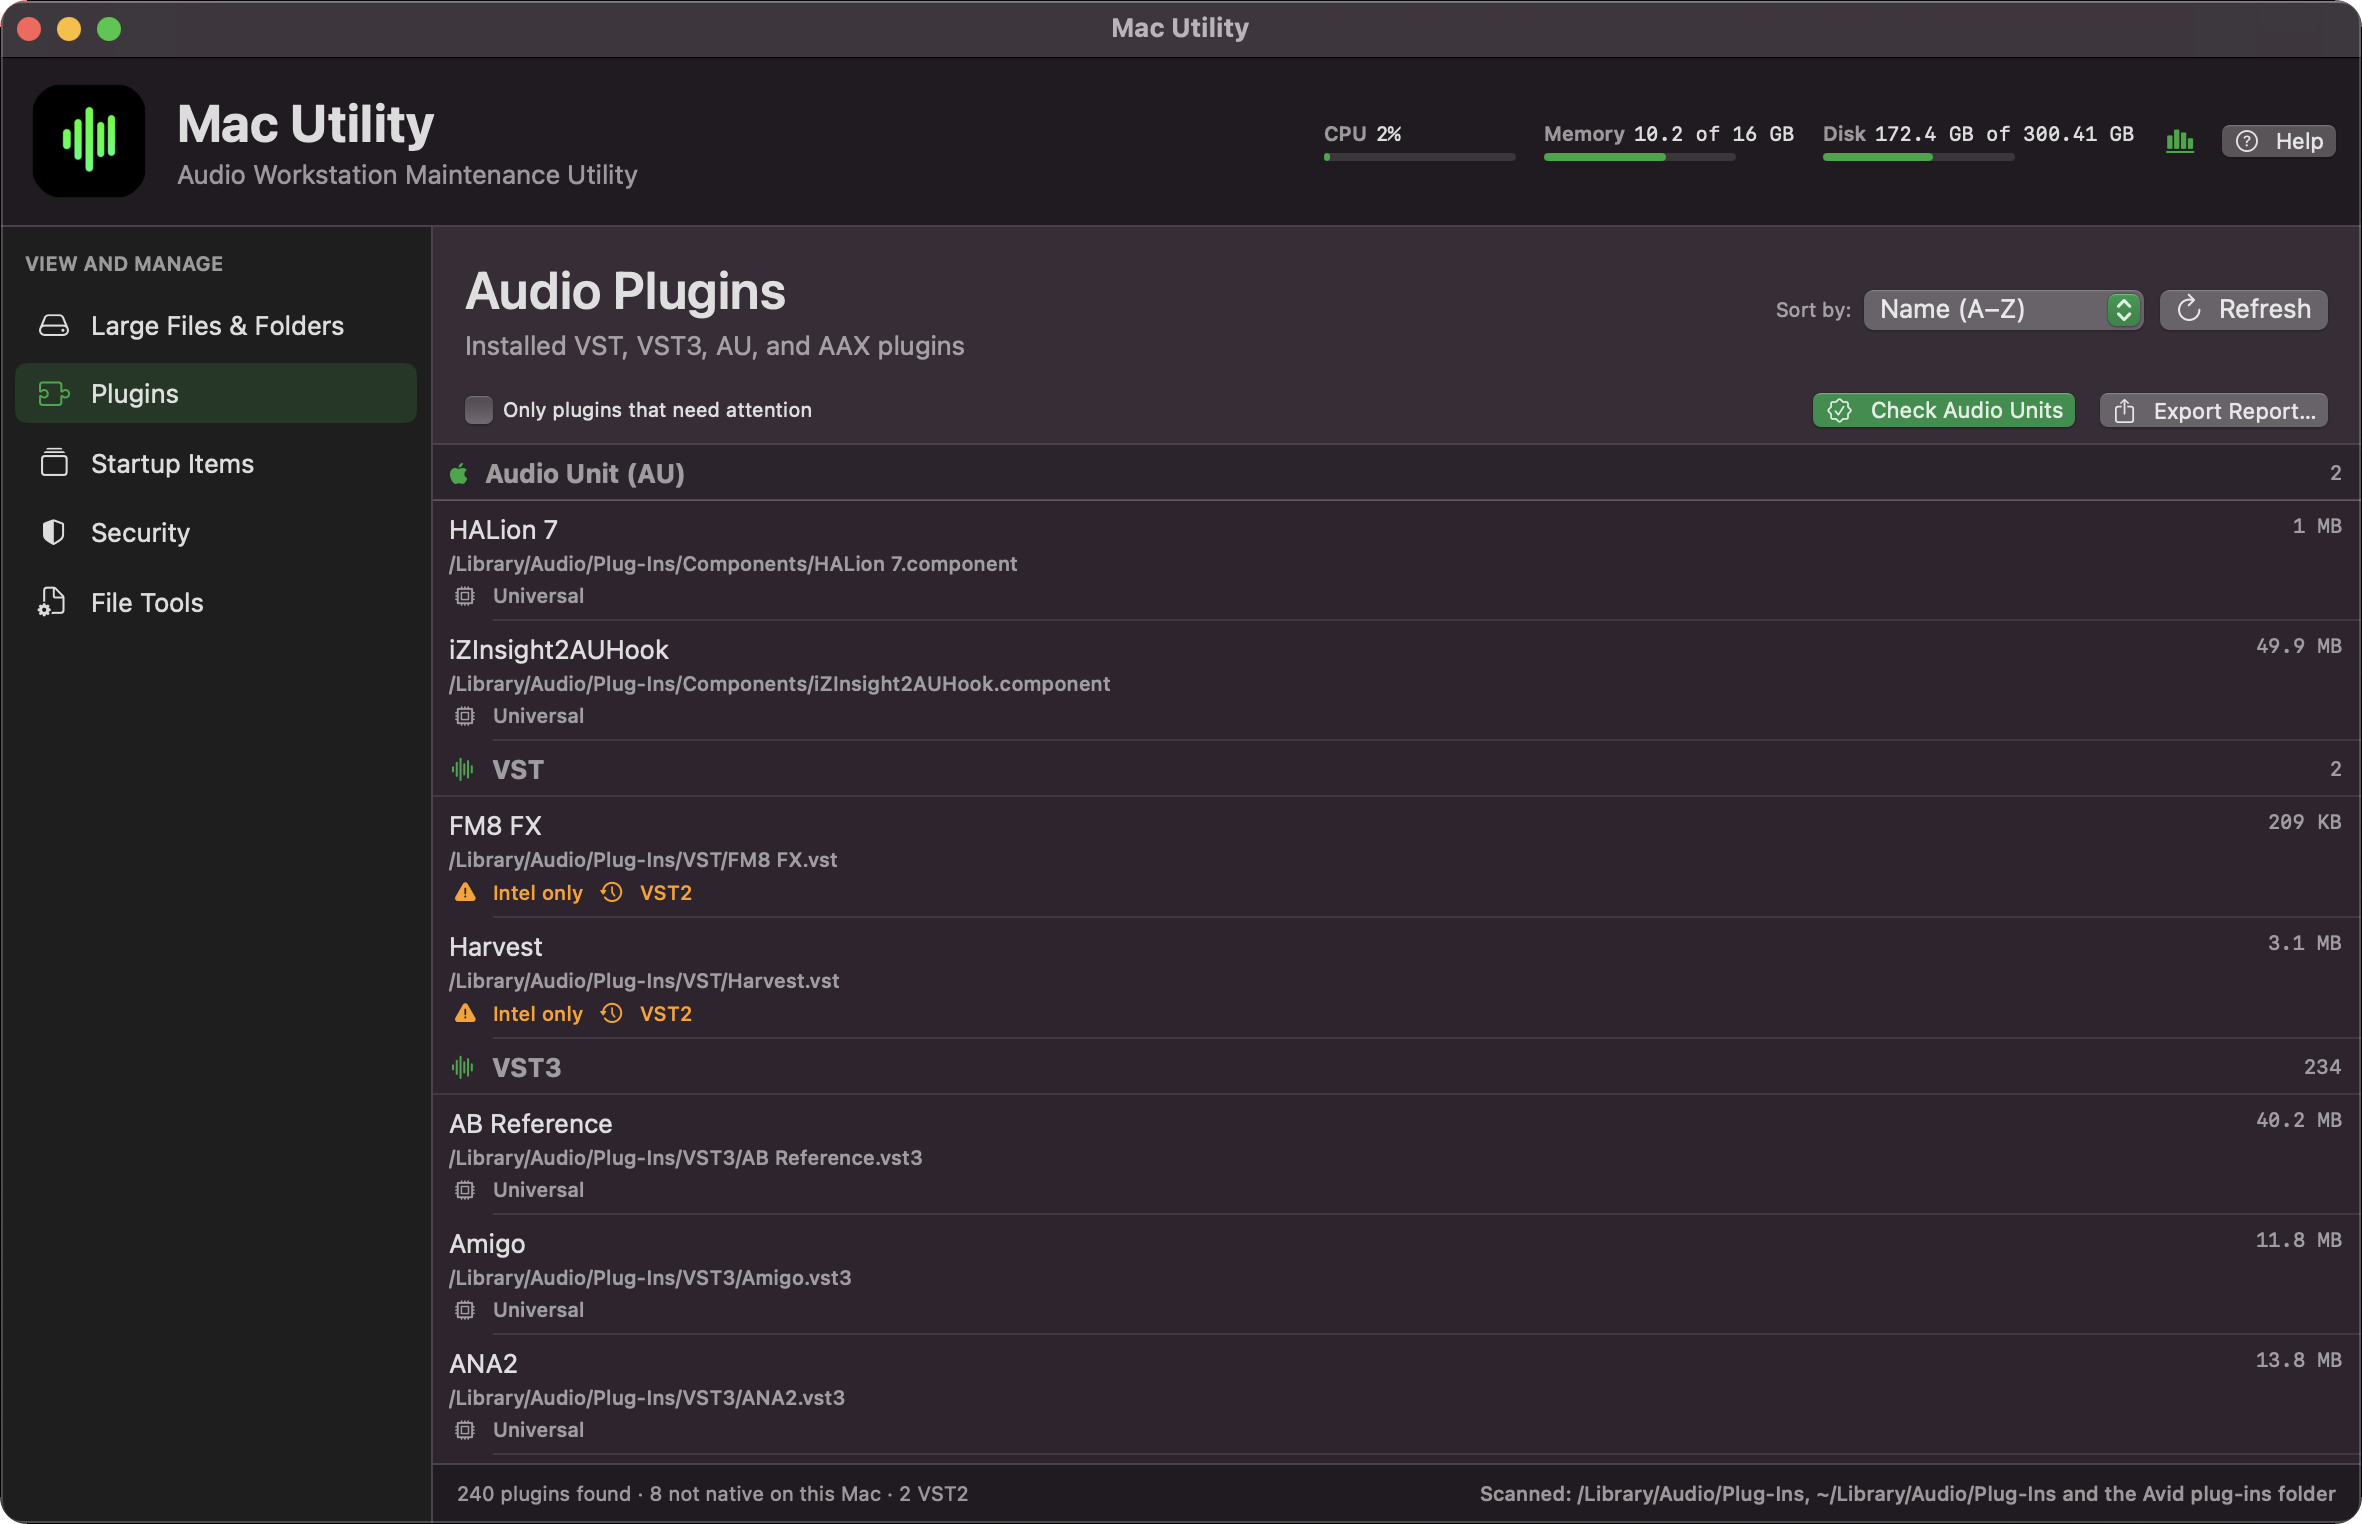 Mac Utility
Mac Utility
Audio Workstation Maintenance Utility
CPU 2%
Memory 10.2 of 16 GB
Disk 172.4 GB of 300.41 GB
Help
VIEW AND MANAGE
Large Files & Folders
Plugins
Startup Items
Security
File Tools
Audio Plugins
Installed VST, VST3, AU, and AAX plugins
Sort by: Name (A–Z)
Refresh
Only plugins that need attention
Check Audio Units
Export Report...
Audio Unit (AU) 2
HALion 7 1 MB
/Library/Audio/Plug-Ins/Components/HALion 7.component
Universal
iZInsight2AUHook 49.9 MB
/Library/Audio/Plug-Ins/Components/iZInsight2AUHook.component
Universal
VST 2
FM8 FX 209 KB
/Library/Audio/Plug-Ins/VST/FM8 FX.vst
Intel only VST2
Harvest 3.1 MB
/Library/Audio/Plug-Ins/VST/Harvest.vst
Intel only VST2
VST3 234
AB Reference 40.2 MB
/Library/Audio/Plug-Ins/VST3/AB Reference.vst3
Universal
Amigo 11.8 MB
/Library/Audio/Plug-Ins/VST3/Amigo.vst3
Universal
ANA2 13.8 MB
/Library/Audio/Plug-Ins/VST3/ANA2.vst3
Universal
240 plugins found · 8 not native on this Mac · 2 VST2
Scanned: /Library/Audio/Plug-Ins, ~/Library/Audio/Plug-Ins and the Avid plug-ins folder